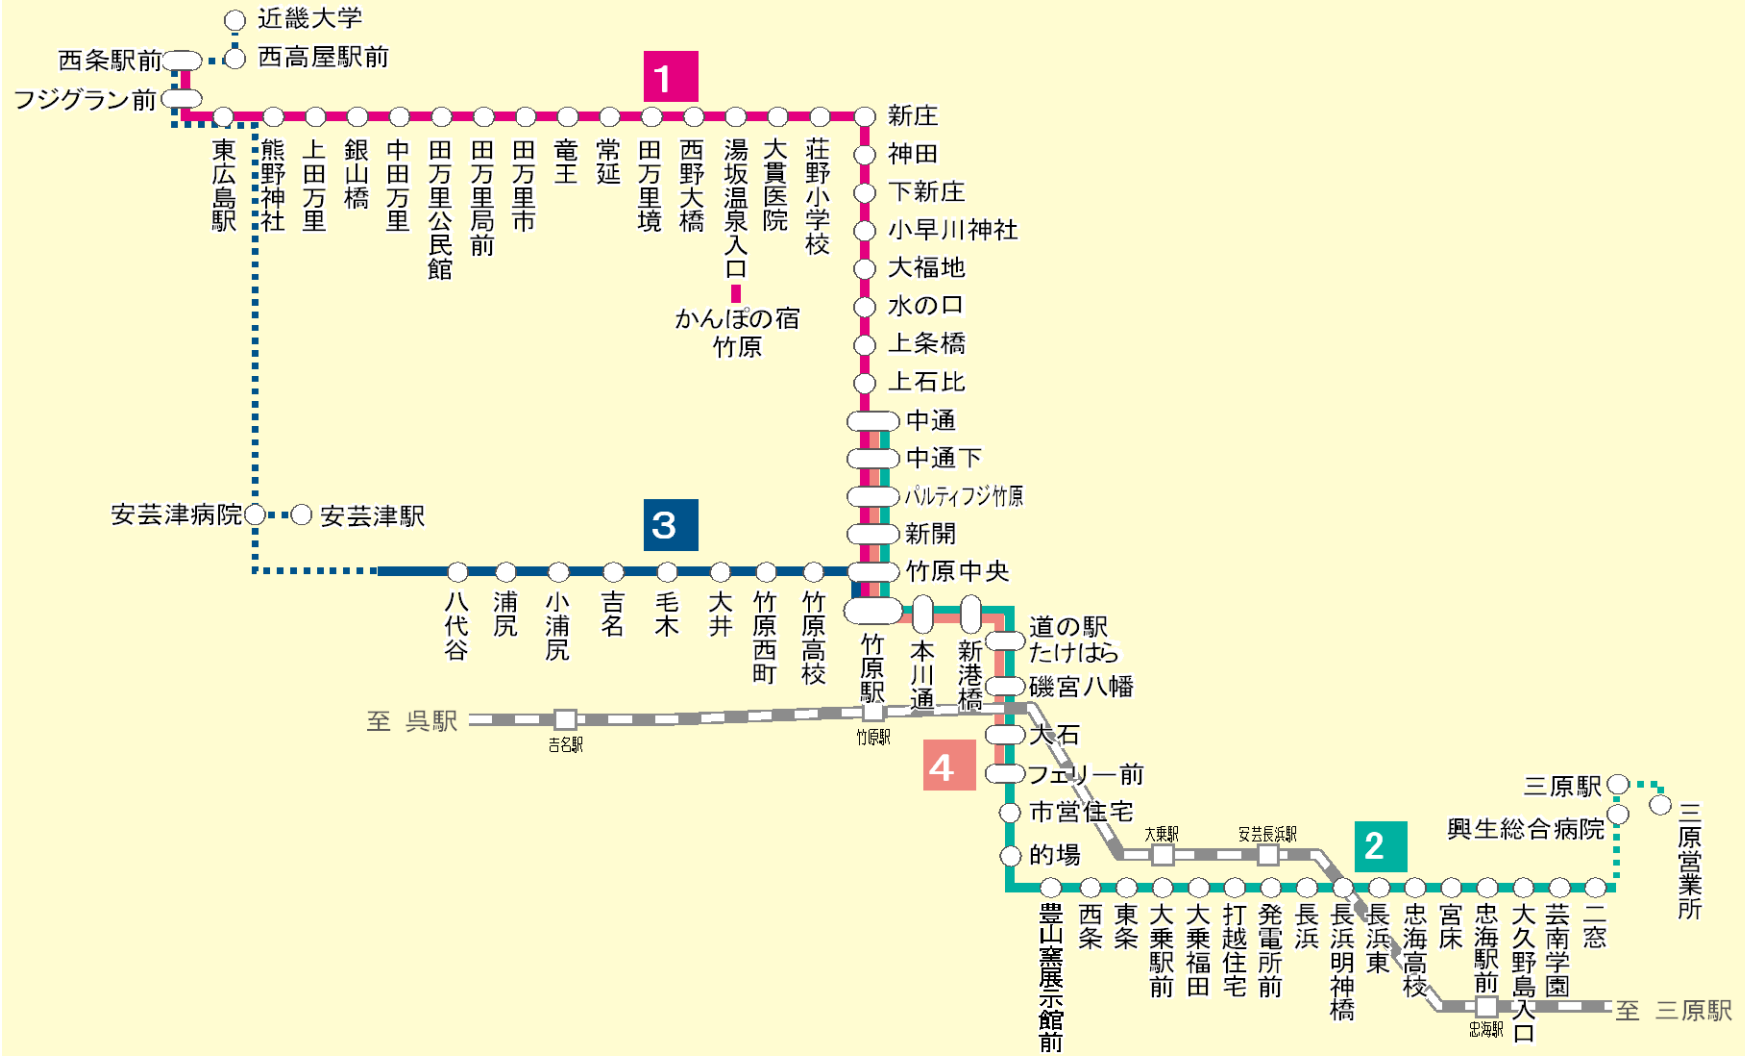 近畿大学
西条駅前
西高屋駅前
フジグラン前
1
東広島駅
熊野神社
上田万里
銀山橋
中田万里
田万里公民館
田万里局前
田万里市
竜王
常延
田万里境
西野大橋
湯坂温泉入口
かんぽの宿
竹原
大貫医院
荘野小学校
新庄
神田
下新庄
小早川神社
大福地
水の口
上条橋
上石比
中通
中通下
パルティフジ竹原
新開
竹原中央
安芸津病院
安芸津駅
3
八代谷
浦尻
小浦尻
吉名
毛木
大井
竹原西町
竹原高校
竹原駅
本川通
新港橋
道の駅
たけはら
磯宮八幡
至 呉駅
吉名駅
竹原駅
大石
4
フェリー前
市営住宅
的場
大乗駅
安芸長浜駅
2
三原駅
興生総合病院
三原営業所
豊山窯展示館前
西条
東条
大乗駅前
大乗福田
打越住宅
発電所前
長浜
長浜明神橋
長浜東
忠海高校
宮床
忠海駅前
大久野島入口
芸南学園
二窓
忠海駅
至 三原駅